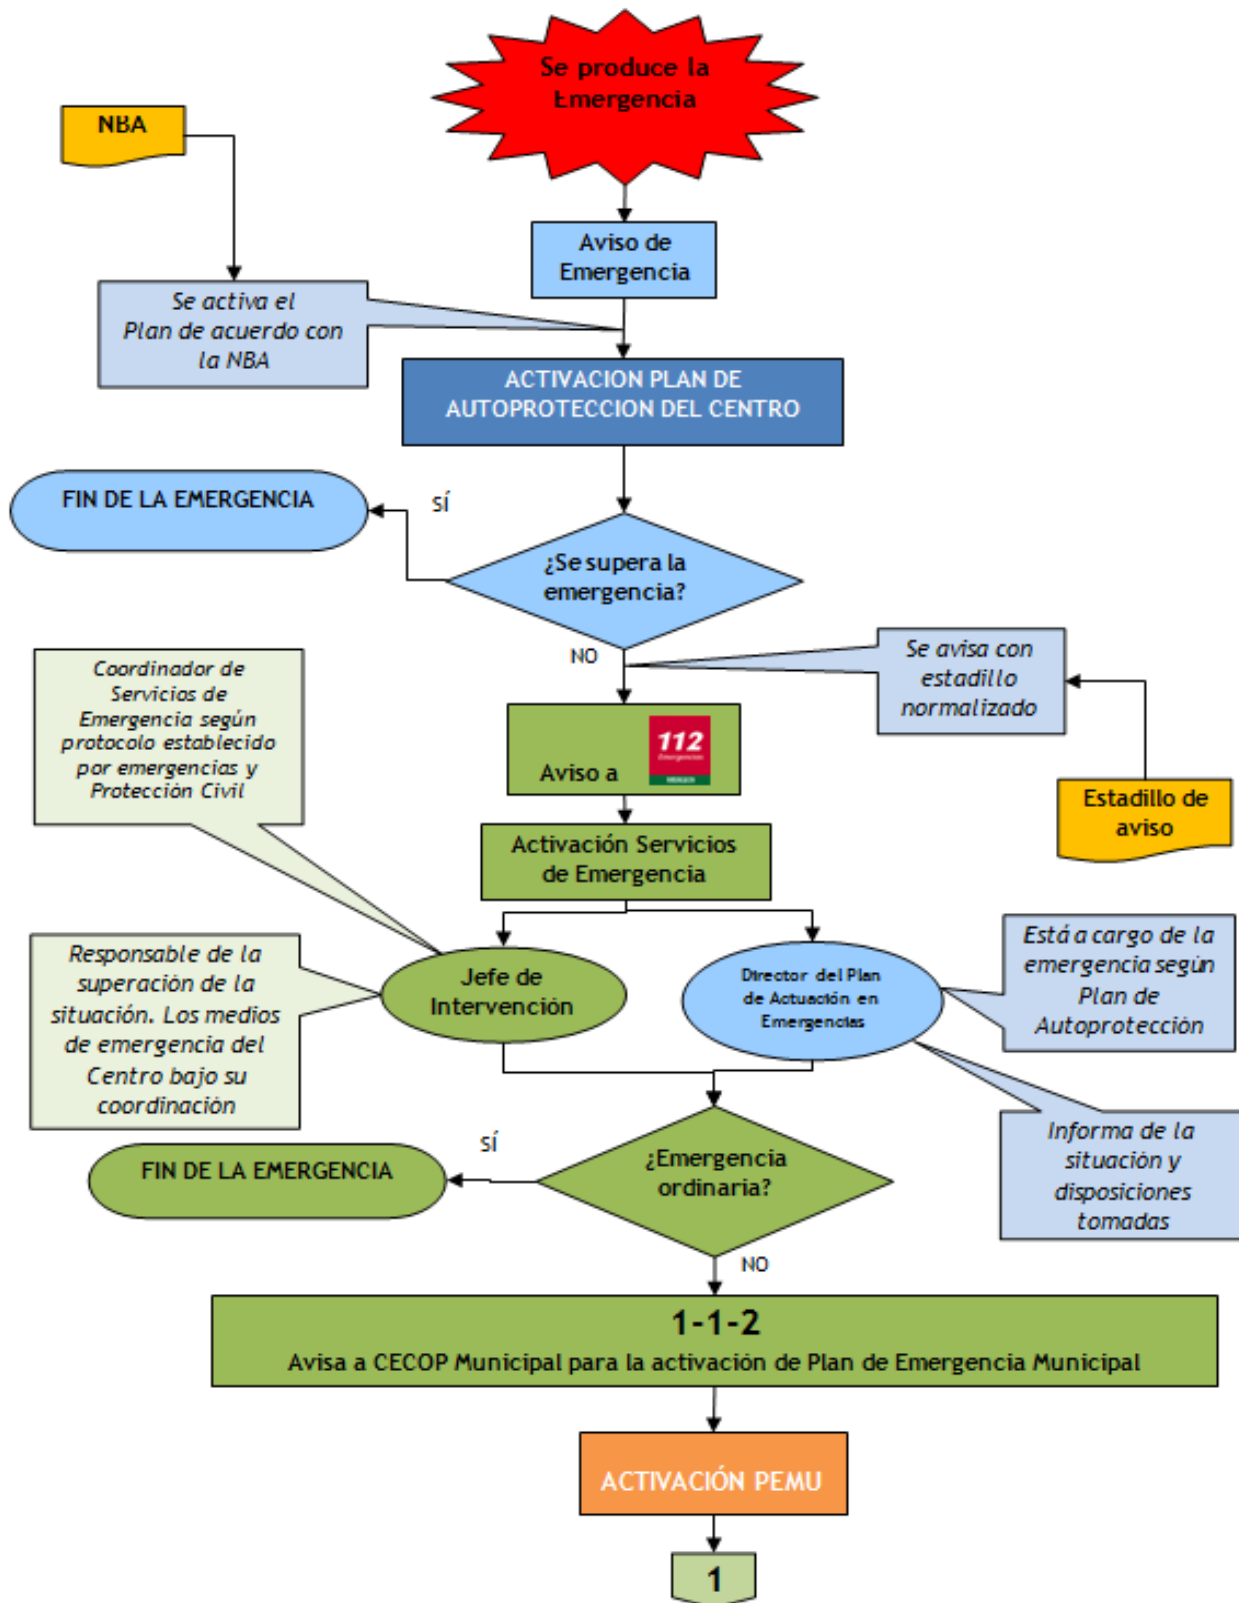 Se produce la
Emergencia
NBA
Aviso de
Emergencia
Se activa el
Plan de acuerdo con
la NBA
ACTIVACION PLAN DE
AUTOPROTECCION DEL CENTRO
FIN DE LA EMERGENCIA
SÍ
¿Se supera la
emergencia?
NO
Se avisa con
estadillo
normalizado
Coordinador de
Servicios de
Emergencia según
protocolo establecido
por emergencias y
Protección Civil
112
Emergencias
Aviso a
Estadillo de
aviso
Activación Servicios
de Emergencia
Responsable de la
superación de la
situación. Los medios
de emergencia del
Centro bajo su
coordinación
Jefe de
Intervención
Director del Plan
de Actuación en
Emergencias
Está a cargo de la
emergencia según
Plan de
Autoprotección
Informa de la
situación y
disposiciones
tomadas
FIN DE LA EMERGENCIA
SÍ
¿Emergencia
ordinaria?
NO
1-1-2
Avisa a CECOP Municipal para la activación de Plan de Emergencia Municipal
ACTIVACIÓN PEMU
1